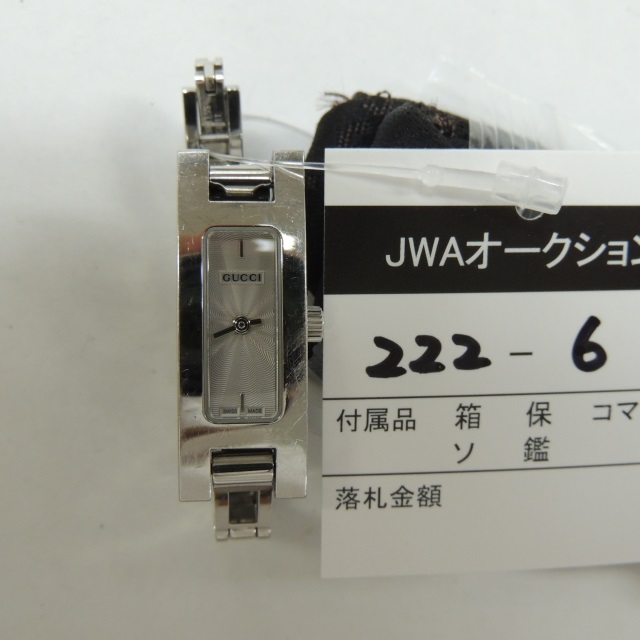 GUCCI
JWAオークション
222-6
付属品 箱 保 コマ
ソ 鑑
落札金額